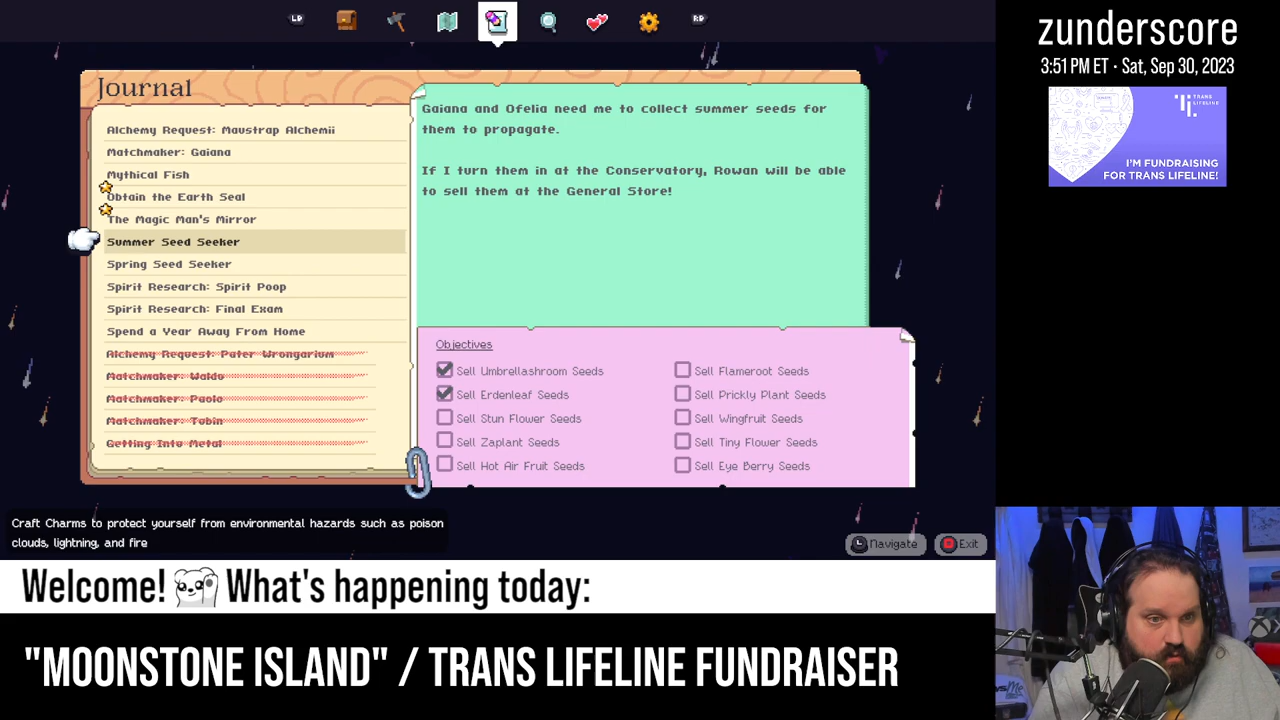 LB
RB
Journal
Alchemy Request: Maustrap Alchemii
Matchmaker: Gaiana
Mythical Fish
Obtain the Earth Seal
The Magic Man's Mirror
Summer Seed Seeker
Spring Seed Seeker
Spirit Research: Spirit Poop
Spirit Research: Final Exam
Spend a Year Away From Home
Alchemy Request: Pater Wrongarium
Matchmaker: Waldo
Matchmaker: Paolo
Matchmaker: Tobin
Getting Into Metal
Gaiana and Ofelia need me to collect summer seeds for
them to propagate.
If I turn them in at the Conservatory, Rowan will be able
to sell them at the General Store!
Objectives
Sell Umbrellashroom Seeds
Sell Erdenleaf Seeds
Sell Stun Flower Seeds
Sell Zaplant Seeds
Sell Hot Air Fruit Seeds
Sell Flameroot Seeds
Sell Prickly Plant Seeds
Sell Wingfruit Seeds
Sell Tiny Flower Seeds
Sell Eye Berry Seeds
Craft Charms to protect yourself from environmental hazards such as poison
clouds, lightning, and fire
Navigate
Exit
zunderscore
3:51 PM ET · Sat, Sep 30, 2023
TRANS
LIFELINE
I'M FUNDRAISING
FOR TRANS LIFELINE!
Welcome! What's happening today:
"MOONSTONE ISLAND" / TRANS LIFELINE FUNDRAISER